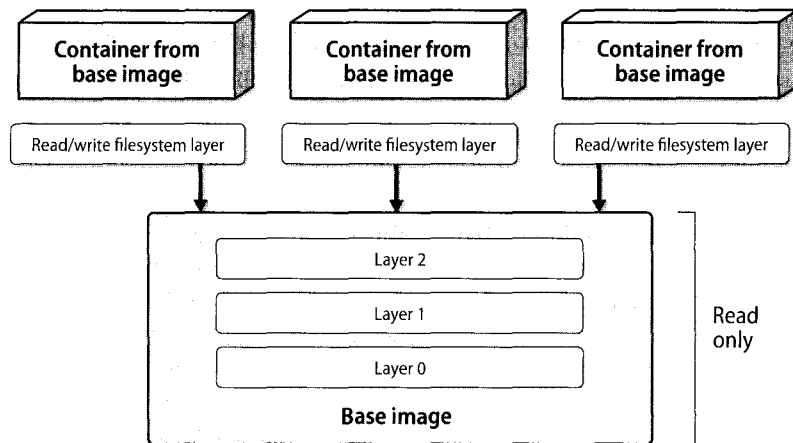 Container from
base image
Container from
base image
Container from
base image
Read/write filesystem layer
Read/write filesystem layer
Read/write filesystem layer
Layer 2
Layer 1
Layer 0
Base image
Read
only